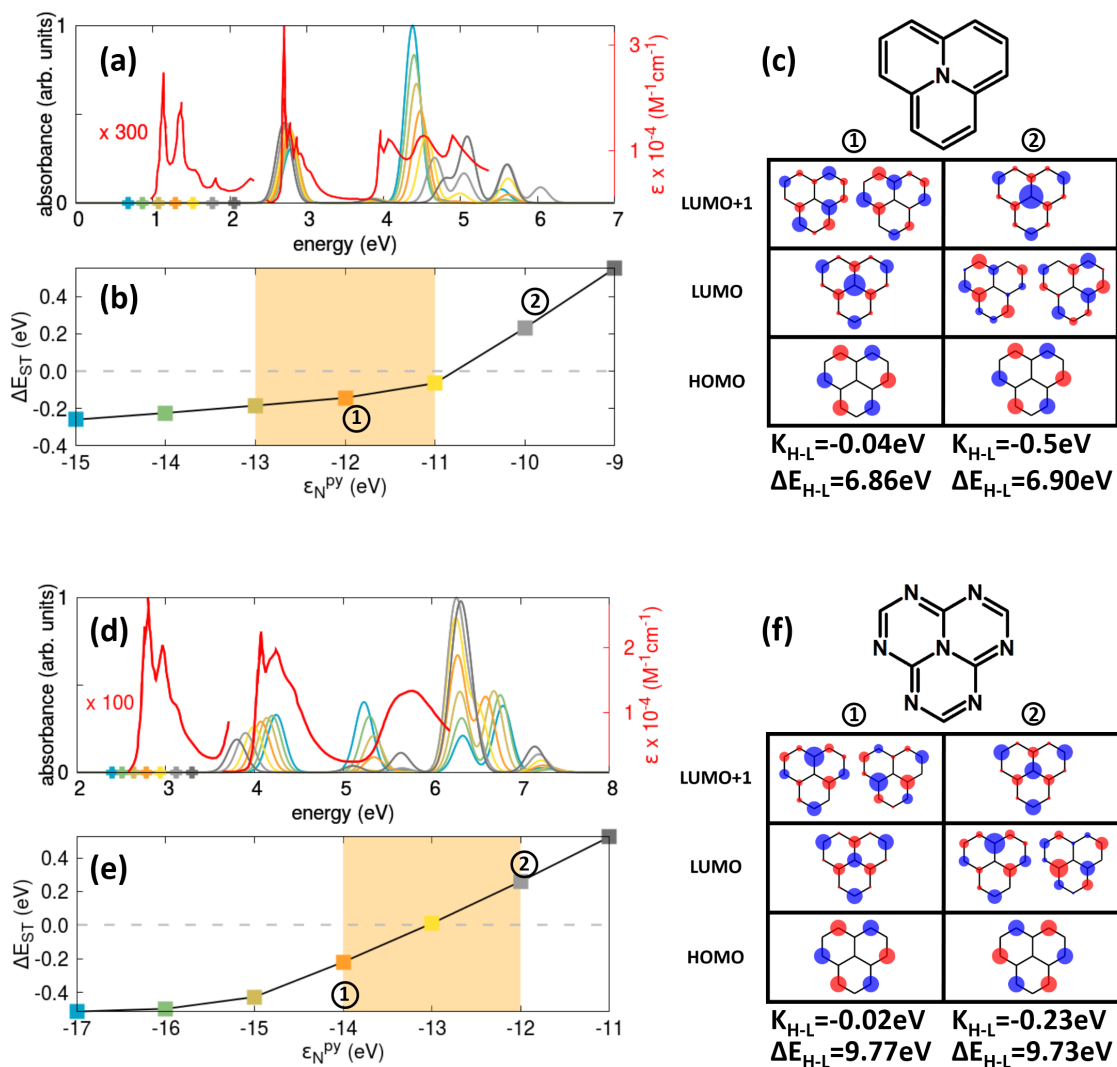 (a)
absorbance (arb. units)
1
0
x 300
3
1
ε x 10⁻⁴ (M⁻¹cm⁻¹)
0 1 2 3 4 5 6 7
energy (eV)
(b)
ΔE_ST (eV)
0.4
0.2
0.0
-0.2
-0.4
①
②
-15 -14 -13 -12 -11 -10 -9
ε_N^py (eV)
(c)
N
① ②
LUMO+1
LUMO
HOMO
K_H-L=-0.04eV K_H-L=-0.5eV
ΔE_H-L=6.86eV ΔE_H-L=6.90eV
(d)
absorbance (arb. units)
1
0
x 100
2
1
ε x 10⁻⁴ (M⁻¹cm⁻¹)
2 3 4 5 6 7 8
energy (eV)
(e)
ΔE_ST (eV)
0.4
0.2
0.0
-0.2
-0.4
①
②
-17 -16 -15 -14 -13 -12 -11
ε_N^py (eV)
(f)
N N
N N N
N N
① ②
LUMO+1
LUMO
HOMO
K_H-L=-0.02eV K_H-L=-0.23eV
ΔE_H-L=9.77eV ΔE_H-L=9.73eV